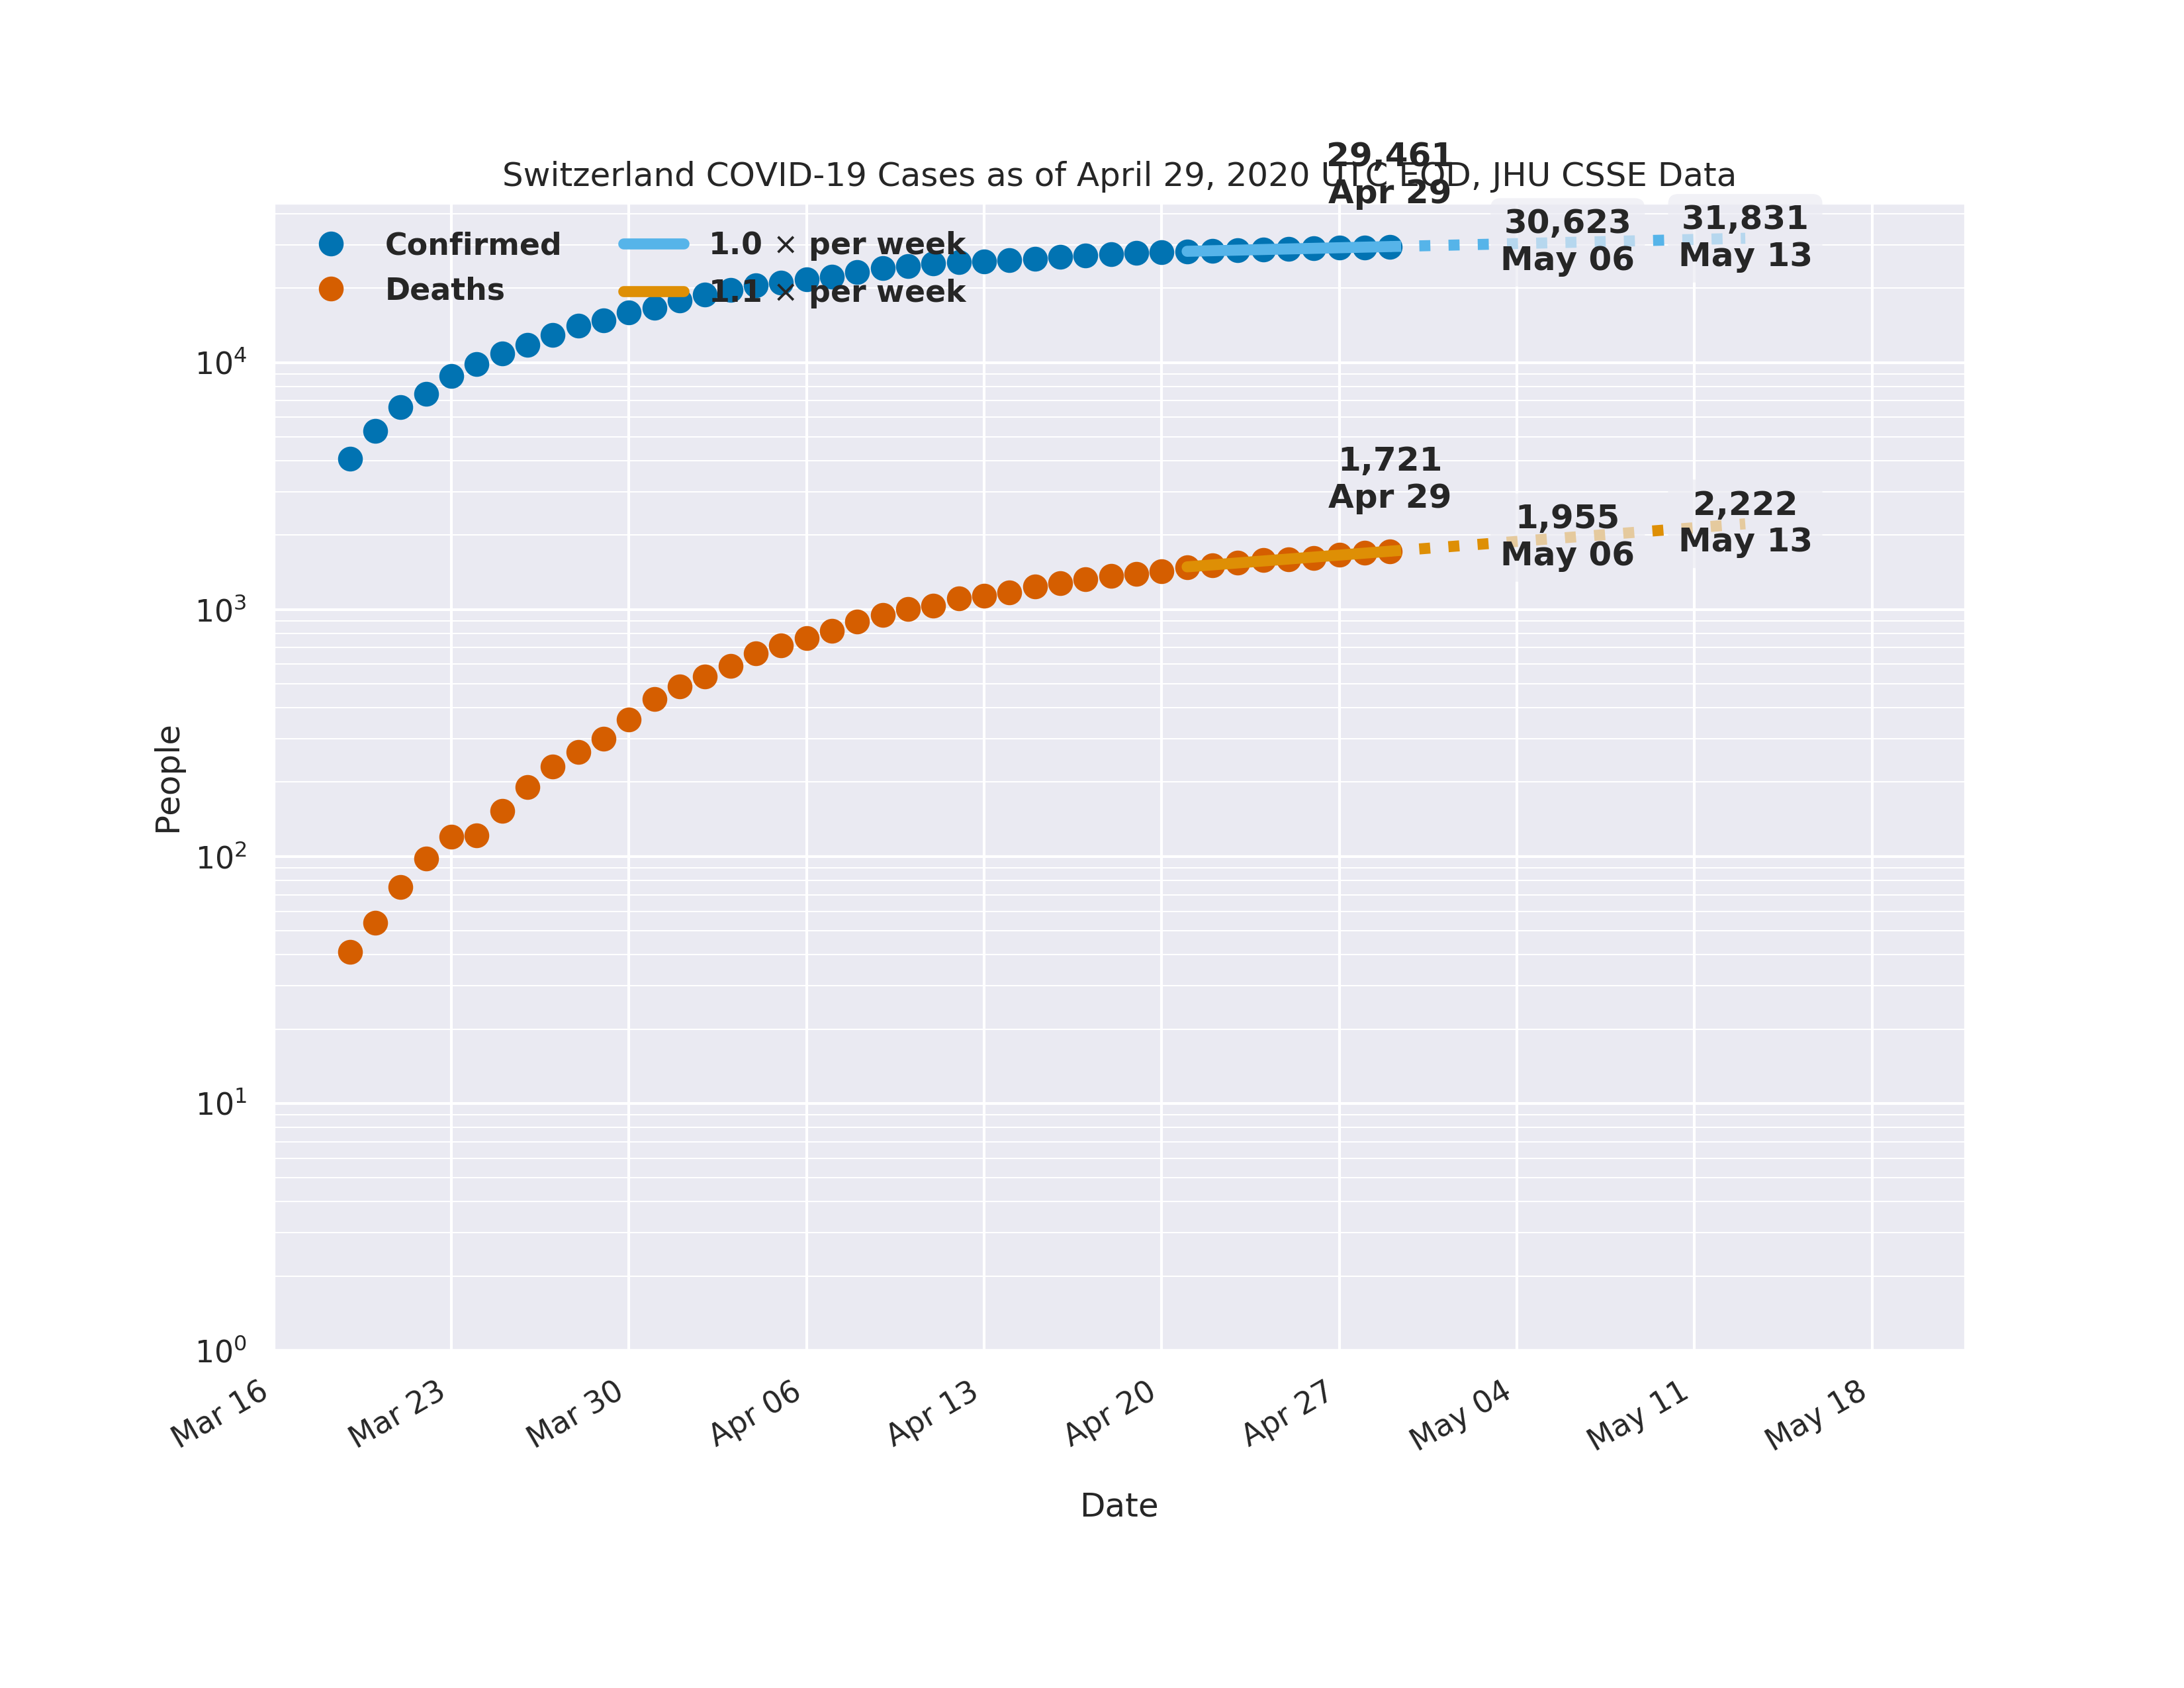 29,461
Apr 29
Switzerland COVID-19 Cases as of April 29, 2020 UTC EOD, JHU CSSE Data
30,623
May 06
31,831
May 13
Confirmed
Deaths
1.0 × per week
1.1 × per week
1,721
Apr 29
1,955
May 06
2,222
May 13
People
10⁴
10³
10²
10¹
10⁰
Mar 16
Mar 23
Mar 30
Apr 06
Apr 13
Apr 20
Apr 27
May 04
May 11
May 18
Date